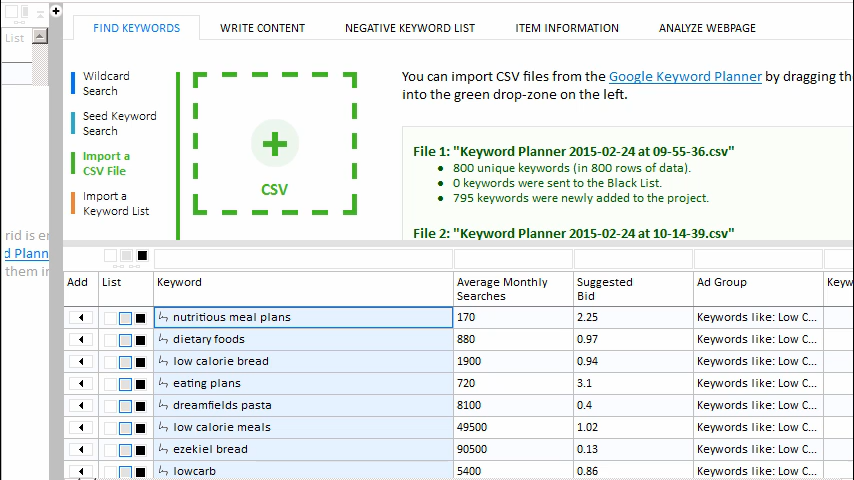 FIND KEYWORDS WRITE CONTENT NEGATIVE KEYWORD LIST ITEM INFORMATION ANALYZE WEBPAGE
List
Wildcard
Search
Seed Keyword
Search
Import a
CSV File
Import a
Keyword List
CSV
You can import CSV files from the Google Keyword Planner by dragging th
into the green drop-zone on the left.
File 1: "Keyword Planner 2015-02-24 at 09-55-36.csv"
● 800 unique keywords (in 800 rows of data).
● 0 keywords were sent to the Black List.
● 795 keywords were newly added to the project.
File 2: "Keyword Planner 2015-02-24 at 10-14-39.csv"
rid is er
d Plann
them in
Add List Keyword Average Monthly Searches Suggested Bid Ad Group Keyw
nutritious meal plans 170 2.25 Keywords like: Low C...
dietary foods 880 0.97 Keywords like: Low C...
low calorie bread 1900 0.94 Keywords like: Low C...
eating plans 720 3.1 Keywords like: Low C...
dreamfields pasta 8100 0.4 Keywords like: Low C...
low calorie meals 49500 1.02 Keywords like: Low C...
ezekiel bread 90500 0.13 Keywords like: Low C...
lowcarb 5400 0.86 Keywords like: Low C...